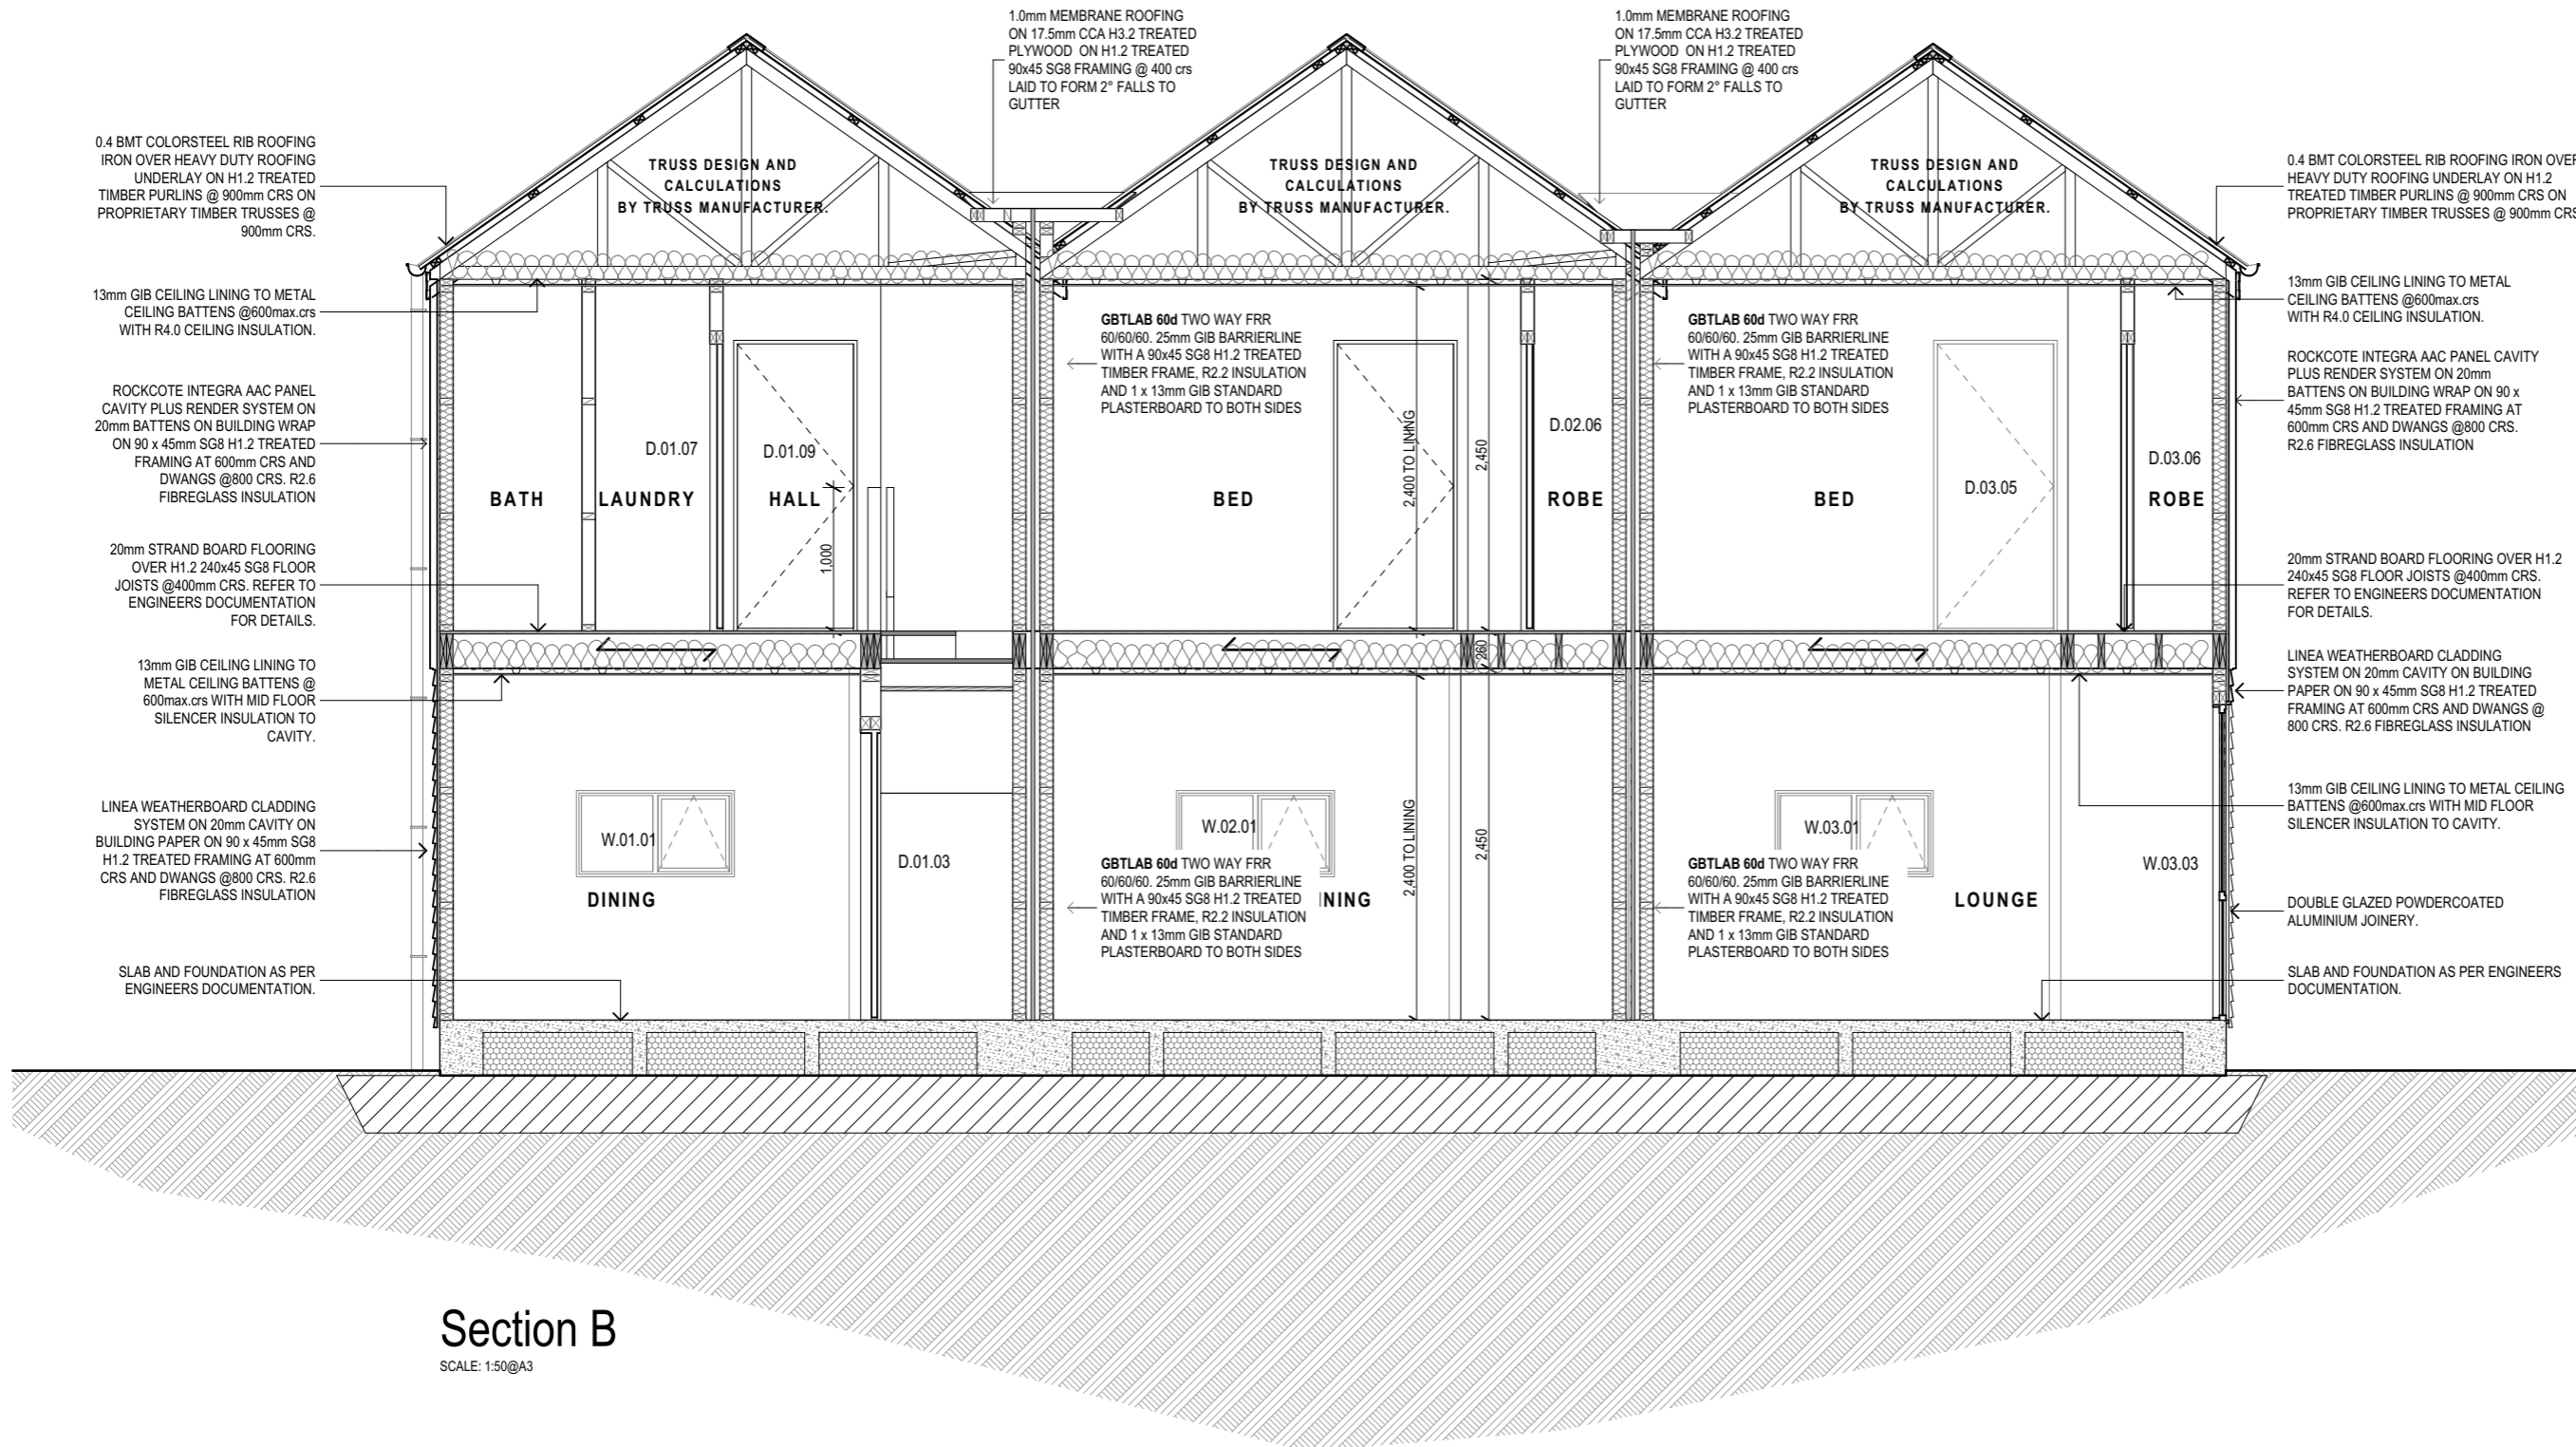 1.0mm MEMBRANE ROOFING
ON 17.5mm CCA H3.2 TREATED
PLYWOOD ON H1.2 TREATED
90x45 SG8 FRAMING @ 400 crs
LAID TO FORM 2° FALLS TO
GUTTER
1.0mm MEMBRANE ROOFING
ON 17.5mm CCA H3.2 TREATED
PLYWOOD ON H1.2 TREATED
90x45 SG8 FRAMING @ 400 crs
LAID TO FORM 2° FALLS TO
GUTTER
0.4 BMT COLORSTEEL RIB ROOFING
IRON OVER HEAVY DUTY ROOFING
UNDERLAY ON H1.2 TREATED
TIMBER PURLINS @ 900mm CRS ON
PROPRIETARY TIMBER TRUSSES @
900mm CRS.
13mm GIB CEILING LINING TO METAL
CEILING BATTENS @600max.crs
WITH R4.0 CEILING INSULATION.
ROCKCOTE INTEGRA AAC PANEL
CAVITY PLUS RENDER SYSTEM ON
20mm BATTENS ON BUILDING WRAP
ON 90 x 45mm SG8 H1.2 TREATED
FRAMING AT 600mm CRS AND
DWANGS @800 CRS. R2.6
FIBREGLASS INSULATION
20mm STRAND BOARD FLOORING
OVER H1.2 240x45 SG8 FLOOR
JOISTS @400mm CRS. REFER TO
ENGINEERS DOCUMENTATION
FOR DETAILS.
13mm GIB CEILING LINING TO
METAL CEILING BATTENS @
600max.crs WITH MID FLOOR
SILENCER INSULATION TO
CAVITY.
LINEA WEATHERBOARD CLADDING
SYSTEM ON 20mm CAVITY ON
BUILDING PAPER ON 90 x 45mm SG8
H1.2 TREATED FRAMING AT 600mm
CRS AND DWANGS @800 CRS. R2.6
FIBREGLASS INSULATION
SLAB AND FOUNDATION AS PER
ENGINEERS DOCUMENTATION.
TRUSS DESIGN AND
CALCULATIONS
BY TRUSS MANUFACTURER.
TRUSS DESIGN AND
CALCULATIONS
BY TRUSS MANUFACTURER.
TRUSS DESIGN AND
CALCULATIONS
BY TRUSS MANUFACTURER.
D.01.07
D.01.09
BATH
LAUNDRY
HALL
1,000
GBTLAB 60d TWO WAY FRR
60/60/60. 25mm GIB BARRIERLINE
WITH A 90x45 SG8 H1.2 TREATED
TIMBER FRAME, R2.2 INSULATION
AND 1 x 13mm GIB STANDARD
PLASTERBOARD TO BOTH SIDES
BED
2,400 TO LINING
2,450
D.02.06
ROBE
GBTLAB 60d TWO WAY FRR
60/60/60. 25mm GIB BARRIERLINE
WITH A 90x45 SG8 H1.2 TREATED
TIMBER FRAME, R2.2 INSULATION
AND 1 x 13mm GIB STANDARD
PLASTERBOARD TO BOTH SIDES
BED
D.03.05
D.03.06
ROBE
260
W.01.01
DINING
D.01.03
W.02.01
GBTLAB 60d TWO WAY FRR
60/60/60. 25mm GIB BARRIERLINE
WITH A 90x45 SG8 H1.2 TREATED
TIMBER FRAME, R2.2 INSULATION
AND 1 x 13mm GIB STANDARD
PLASTERBOARD TO BOTH SIDES
NING
2,400 TO LINING
2,450
W.03.01
GBTLAB 60d TWO WAY FRR
60/60/60. 25mm GIB BARRIERLINE
WITH A 90x45 SG8 H1.2 TREATED
TIMBER FRAME, R2.2 INSULATION
AND 1 x 13mm GIB STANDARD
PLASTERBOARD TO BOTH SIDES
LOUNGE
W.03.03
0.4 BMT COLORSTEEL RIB ROOFING IRON OVER
HEAVY DUTY ROOFING UNDERLAY ON H1.2
TREATED TIMBER PURLINS @ 900mm CRS ON
PROPRIETARY TIMBER TRUSSES @ 900mm CRS
13mm GIB CEILING LINING TO METAL
CEILING BATTENS @600max.crs
WITH R4.0 CEILING INSULATION.
ROCKCOTE INTEGRA AAC PANEL CAVITY
PLUS RENDER SYSTEM ON 20mm
BATTENS ON BUILDING WRAP ON 90 x
45mm SG8 H1.2 TREATED FRAMING AT
600mm CRS AND DWANGS @800 CRS.
R2.6 FIBREGLASS INSULATION
20mm STRAND BOARD FLOORING OVER H1.2
240x45 SG8 FLOOR JOISTS @400mm CRS.
REFER TO ENGINEERS DOCUMENTATION
FOR DETAILS.
LINEA WEATHERBOARD CLADDING
SYSTEM ON 20mm CAVITY ON BUILDING
PAPER ON 90 x 45mm SG8 H1.2 TREATED
FRAMING AT 600mm CRS AND DWANGS @
800 CRS. R2.6 FIBREGLASS INSULATION
13mm GIB CEILING LINING TO METAL CEILING
BATTENS @600max.crs WITH MID FLOOR
SILENCER INSULATION TO CAVITY.
DOUBLE GLAZED POWDERCOATED
ALUMINIUM JOINERY.
SLAB AND FOUNDATION AS PER ENGINEERS
DOCUMENTATION.
Section B
SCALE: 1:50@A3